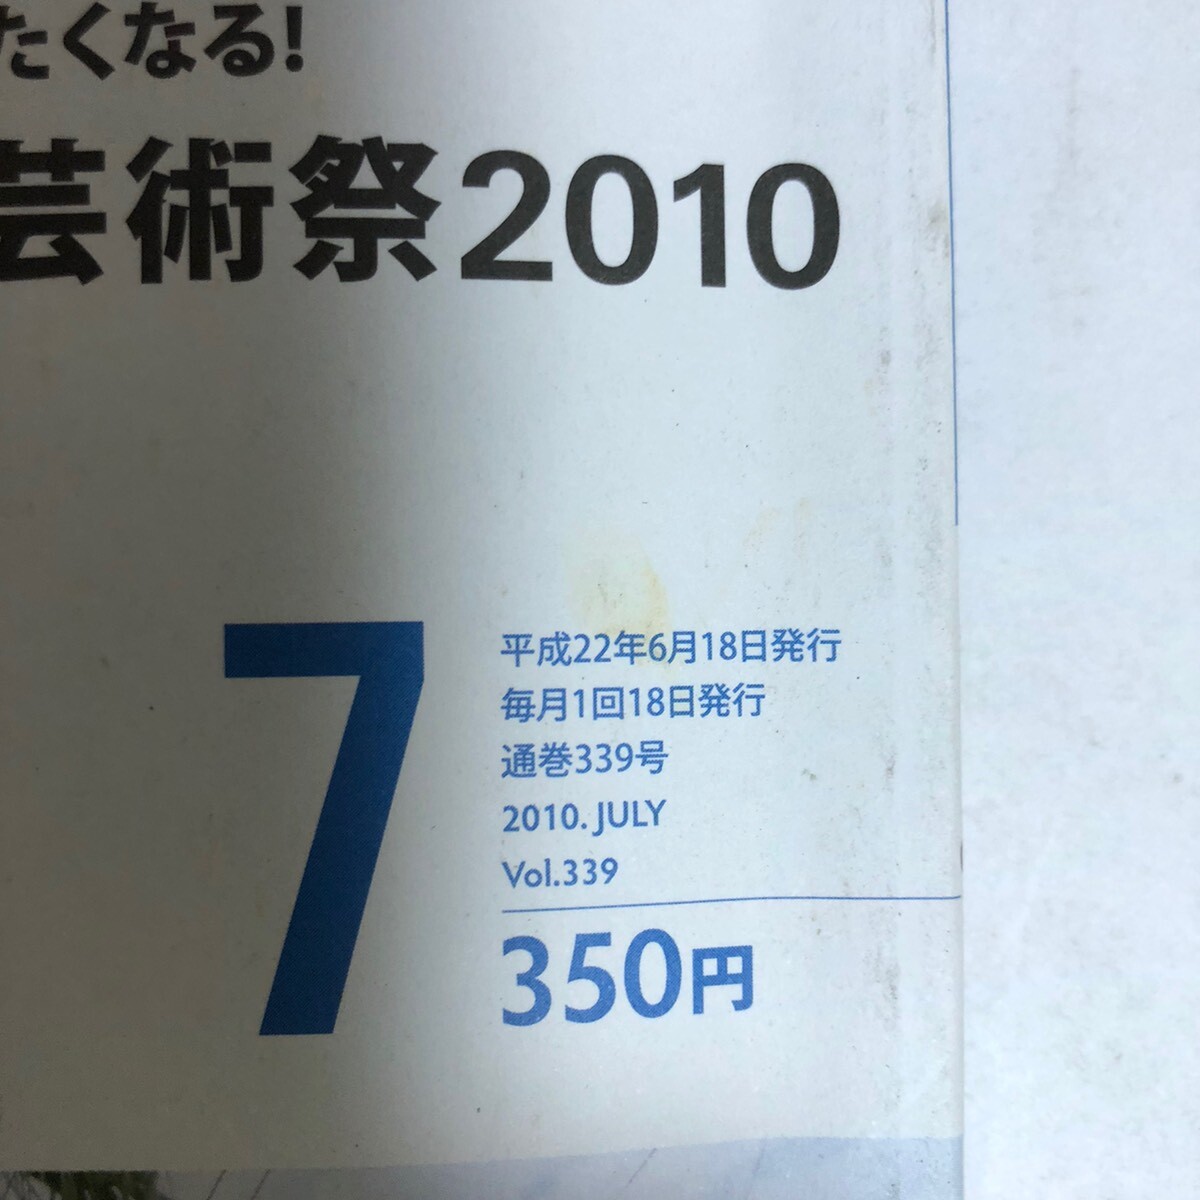 たくなる!
芸術祭2010
7
平成22年6月18日発行
毎月1回18日発行
通巻339号
2010. JULY
Vol.339
350円